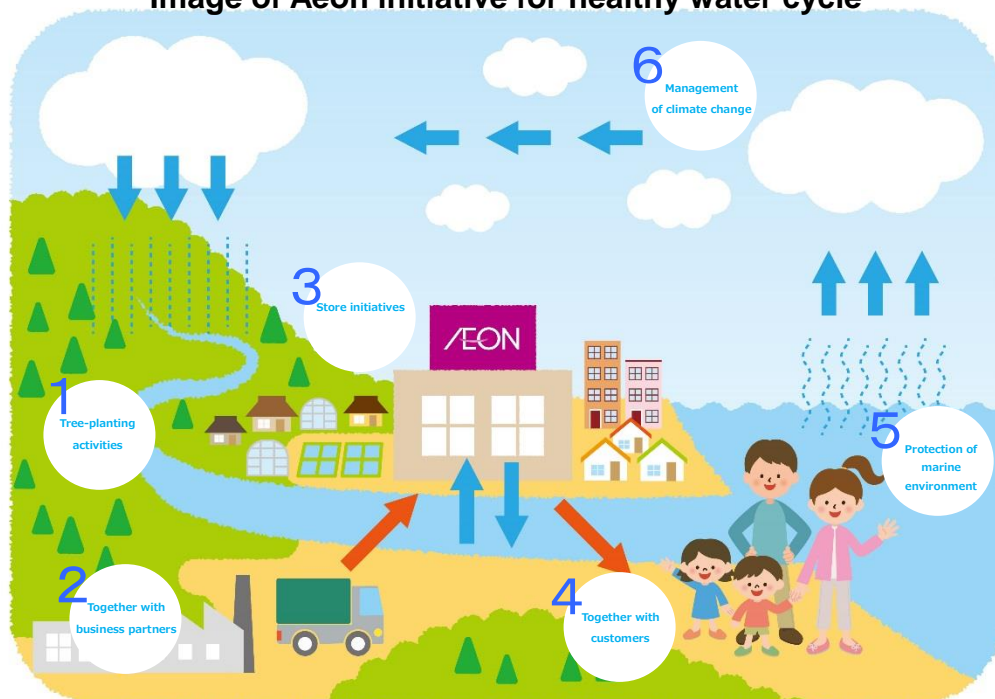 Image of Aeon initiative for healthy water cycle
6
Management
of climate change
3
Store initiatives
ÆON
1
Tree-planting
activities
5
Protection of
marine
environment
2
Together with
business partners
4
Together with
customers